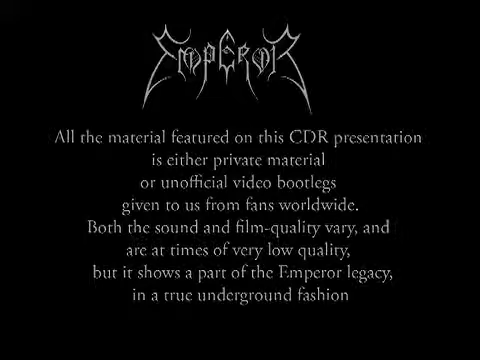 EMPEROR
All the material featured on this CDR presentation
is either private material
or unofficial video bootlegs
given to us from fans worldwide.
Both the sound and film-quality vary, and
are at times of very low quality,
but it shows a part of the Emperor legacy,
in a true underground fashion